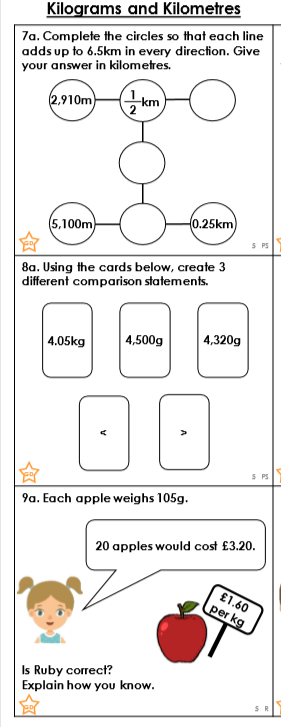 Kilograms and Kilometres
7a. Complete the circles so that each line
adds up to 6.5km in every direction. Give
your answer in kilometres.
2,910m
1/2 km
5,100m
0.25km
GD
S PS
8a. Using the cards below, create 3
different comparison statements.
4.05kg
4,500g
4,320g
<
>
GD
S PS
9a. Each apple weighs 105g.
20 apples would cost £3.20.
£1.60
per kg
Is Ruby correct?
Explain how you know.
GD
S R